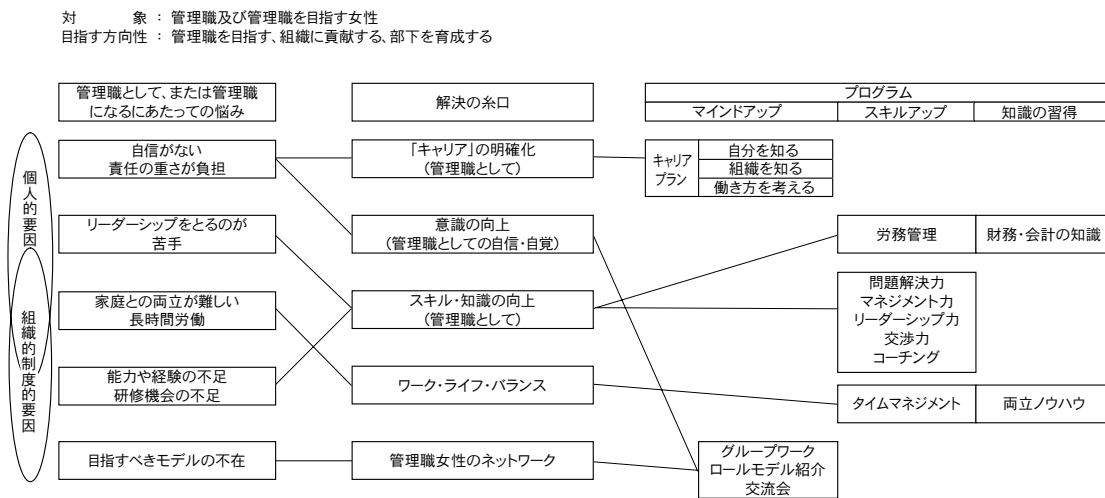 対　　　象 ： 管理職及び管理職を目指す女性
目指す方向性 ： 管理職を目指す、組織に貢献する、部下を育成する
管理職として、または管理職
になるにあたっての悩み
解決の糸口
プログラム
マインドアップ
スキルアップ
知識の習得
個人的要因
組織的制度的要因
自信がない
責任の重さが負担
「キャリア」の明確化
（管理職として）
キャリア
プラン
自分を知る
組織を知る
働き方を考える
リーダーシップをとるのが
苦手
意識の向上
（管理職としての自信・自覚）
労務管理
財務・会計の知識
家庭との両立が難しい
長時間労働
スキル・知識の向上
（管理職として）
問題解決力
マネジメント力
リーダーシップ力
交渉力
コーチング
能力や経験の不足
研修機会の不足
ワーク・ライフ・バランス
タイムマネジメント
両立ノウハウ
目指すべきモデルの不在
管理職女性のネットワーク
グループワーク
ロールモデル紹介
交流会